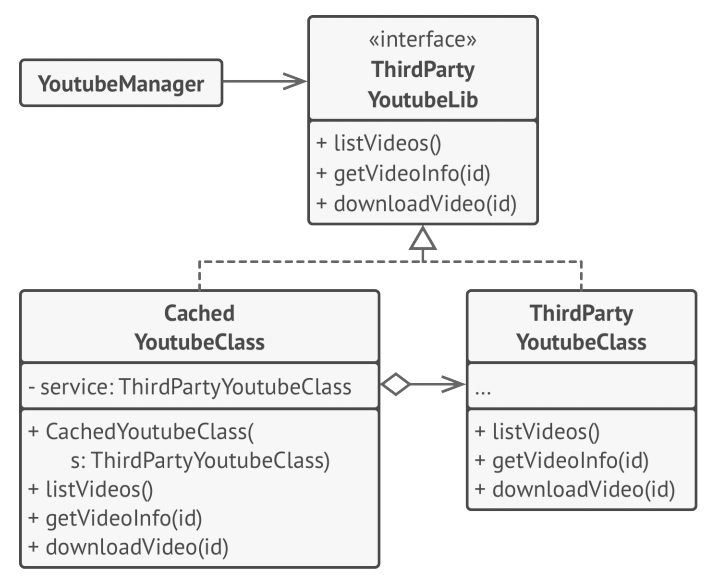 YoutubeManager
«interface»
ThirdParty
YoutubeLib
+ listVideos()
+ getVideoInfo(id)
+ downloadVideo(id)
Cached
YoutubeClass
- service: ThirdPartyYoutubeClass
+ CachedYoutubeClass(
s: ThirdPartyYoutubeClass)
+ listVideos()
+ getVideoInfo(id)
+ downloadVideo(id)
ThirdParty
YoutubeClass
...
+ listVideos()
+ getVideoInfo(id)
+ downloadVideo(id)